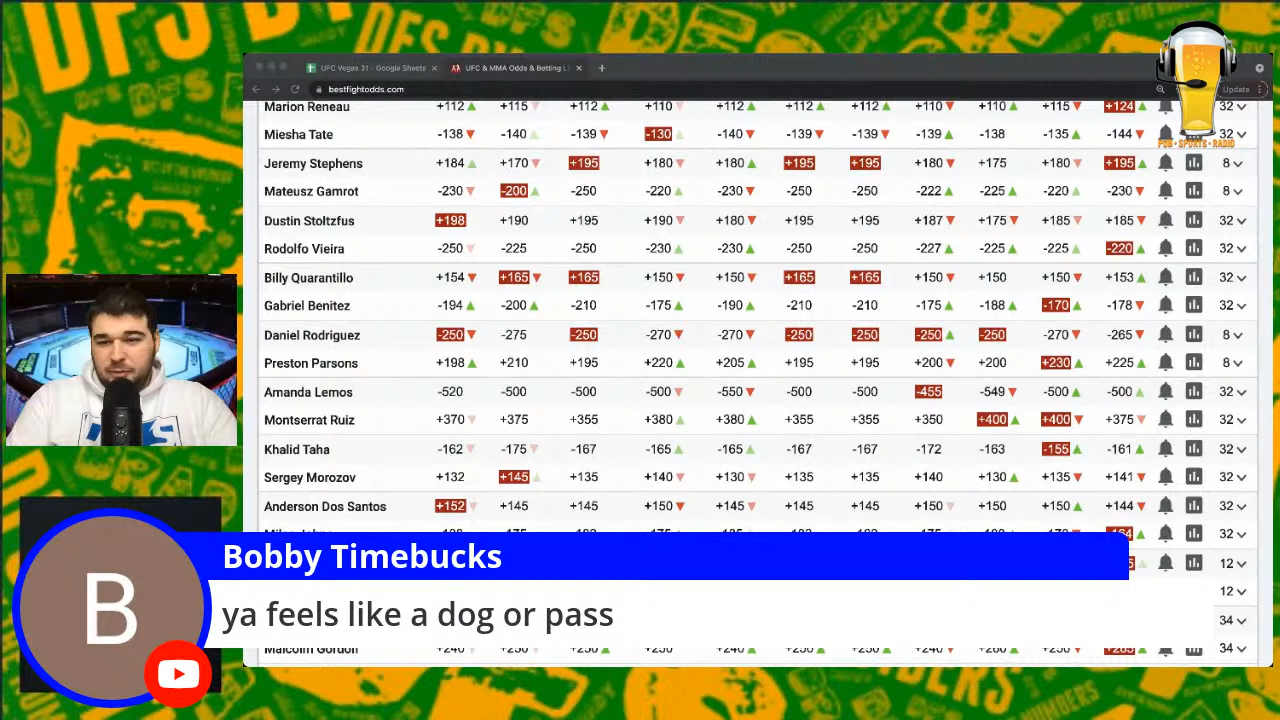 UFC Vegas 31 - Google Sheets
UFC & MMA Odds & Betting Li
bestfightodds.com
Update
Marion Reneau +112 +115 +112 +110 +112 +112 +112 +110 +110 +115 +124 32
Miesha Tate -138 -140 -139 -130 -140 -139 -139 -139 -138 -135 -144 32
PUB • SPORTS • RADIO
Jeremy Stephens +184 +170 +195 +180 +180 +195 +195 +180 +175 +180 +195 8
Mateusz Gamrot -230 -200 -250 -220 -230 -250 -250 -222 -225 -220 -230 8
Dustin Stoltzfus +198 +190 +195 +190 +180 +195 +195 +187 +175 +185 +185 32
Rodolfo Vieira -250 -225 -250 -230 -230 -250 -250 -227 -225 -225 -220 32
Billy Quarantillo +154 +165 +165 +150 +150 +165 +165 +150 +150 +150 +153 32
Gabriel Benitez -194 -200 -210 -175 -190 -210 -210 -175 -188 -170 -178 32
Daniel Rodriguez -250 -275 -250 -270 -270 -250 -250 -250 -250 -270 -265 8
Preston Parsons +198 +210 +195 +220 +205 +195 +195 +200 +200 +230 +225 8
Amanda Lemos -520 -500 -500 -500 -550 -500 -500 -455 -549 -500 -500 32
Montserrat Ruiz +370 +375 +355 +380 +380 +355 +355 +350 +400 +400 +375 32
Khalid Taha -162 -175 -167 -165 -165 -167 -167 -172 -163 -155 -161 32
Sergey Morozov +132 +145 +135 +140 +130 +135 +135 +140 +130 +135 +141 32
Anderson Dos Santos +152 +145 +145 +150 +145 +145 +145 +150 +150 +150 +144 32
32
Bobby Timebucks
12
ya feels like a dog or pass
12
34
Malcolm Gordon 34
B